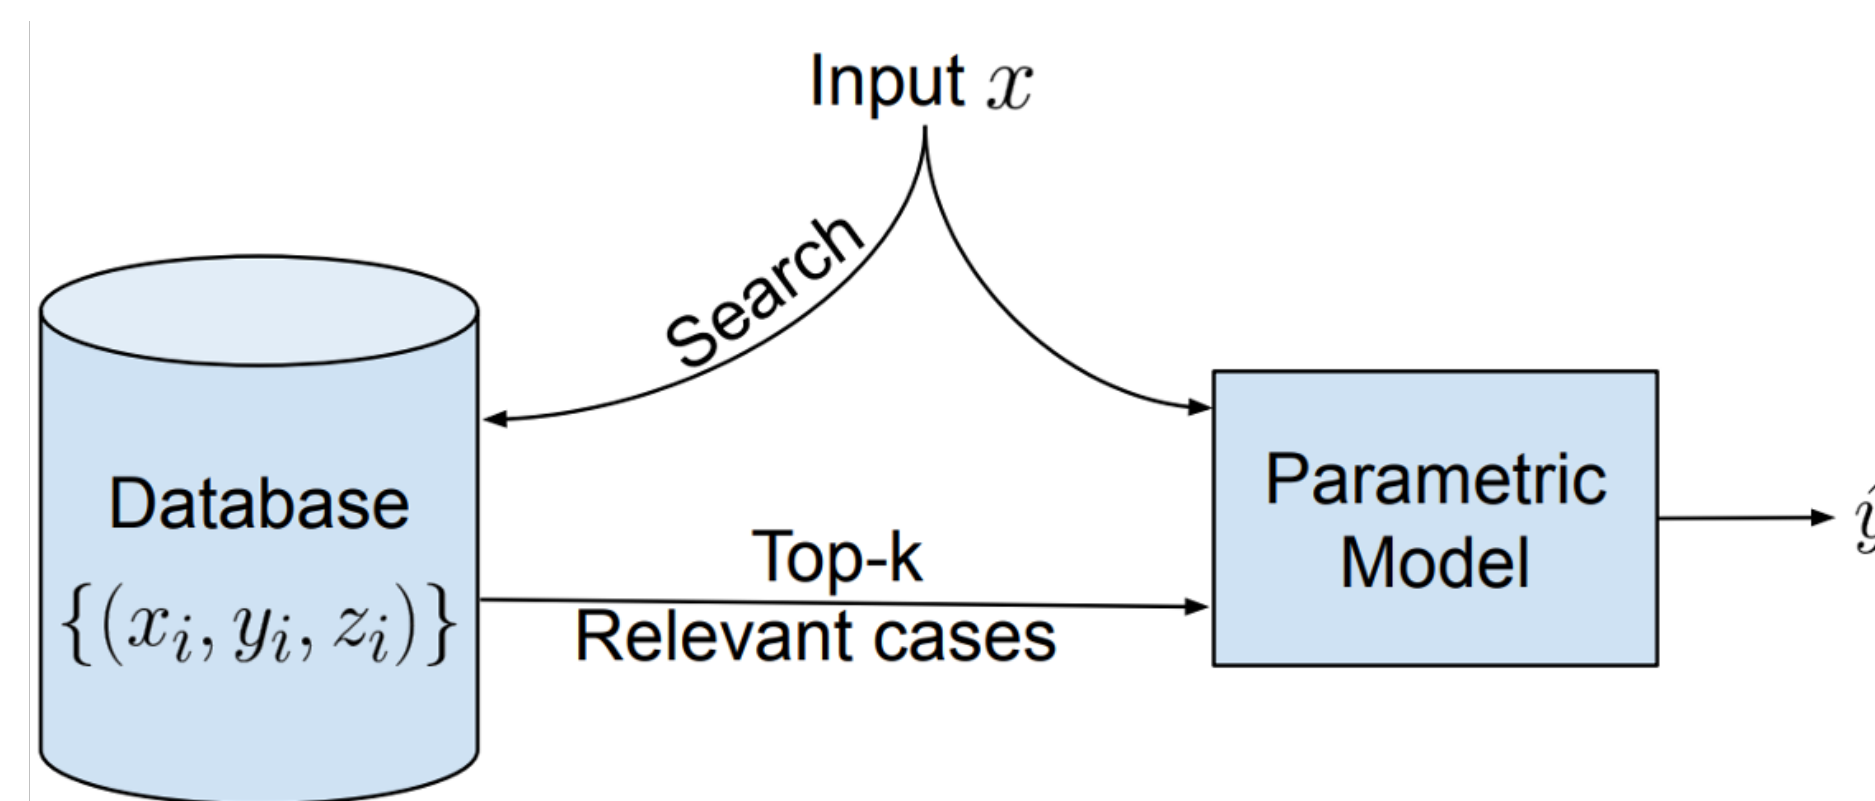 Input x
Search
Database
{(x_i, y_i, z_i)}
Top-k
Relevant cases
Parametric
Model